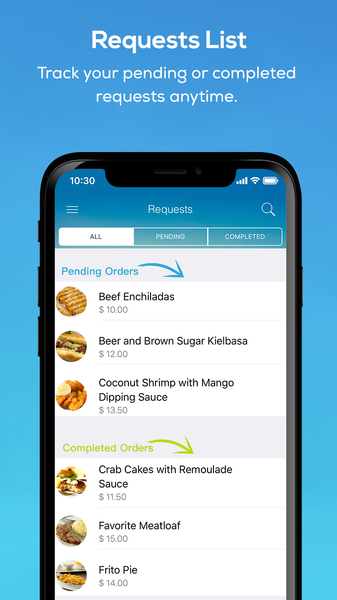 Requests List
Track your pending or completed
requests anytime.
10:30
Requests
ALL PENDING COMPLETED
Pending Orders
Beef Enchiladas
$ 10.00
Beer and Brown Sugar Kielbasa
$ 12.00
Coconut Shrimp with Mango
Dipping Sauce
$ 13.50
Completed Orders
Crab Cakes with Remoulade
Sauce
$ 11.50
Favorite Meatloaf
$ 15.00
Frito Pie
$ 14.00